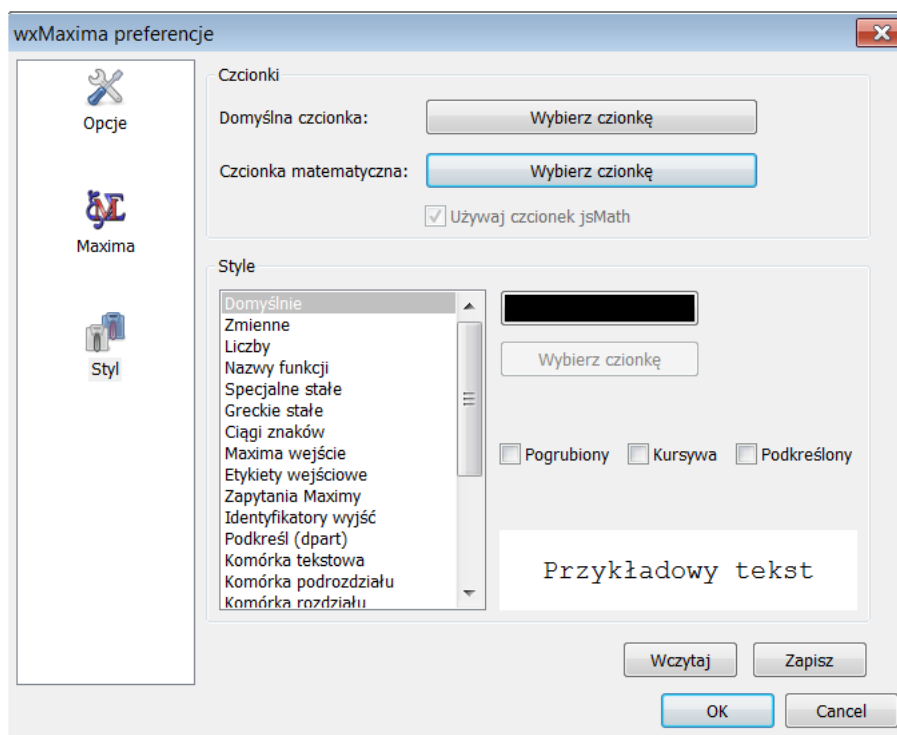 wxMaxima preferencje
Opcje
Maxima
Styl
Czcionki
Domyślna czcionka: Wybierz czionkę
Czcionka matematyczna: Wybierz czionkę
Używaj czcionek jsMath
Style
Domyślnie
Zmienne
Liczby
Nazwy funkcji
Specjalne stałe
Greckie stałe
Ciągi znaków
Maxima wejście
Etykiety wejściowe
Zapytania Maximy
Identyfikatory wyjść
Podkreśl (dpart)
Komórka tekstowa
Komórka podrozdziału
Komórka rozdziału
Wybierz czionkę
Pogrubiony Kursywa Podkreślony
Przykładowy tekst
Wczytaj Zapisz
OK Cancel